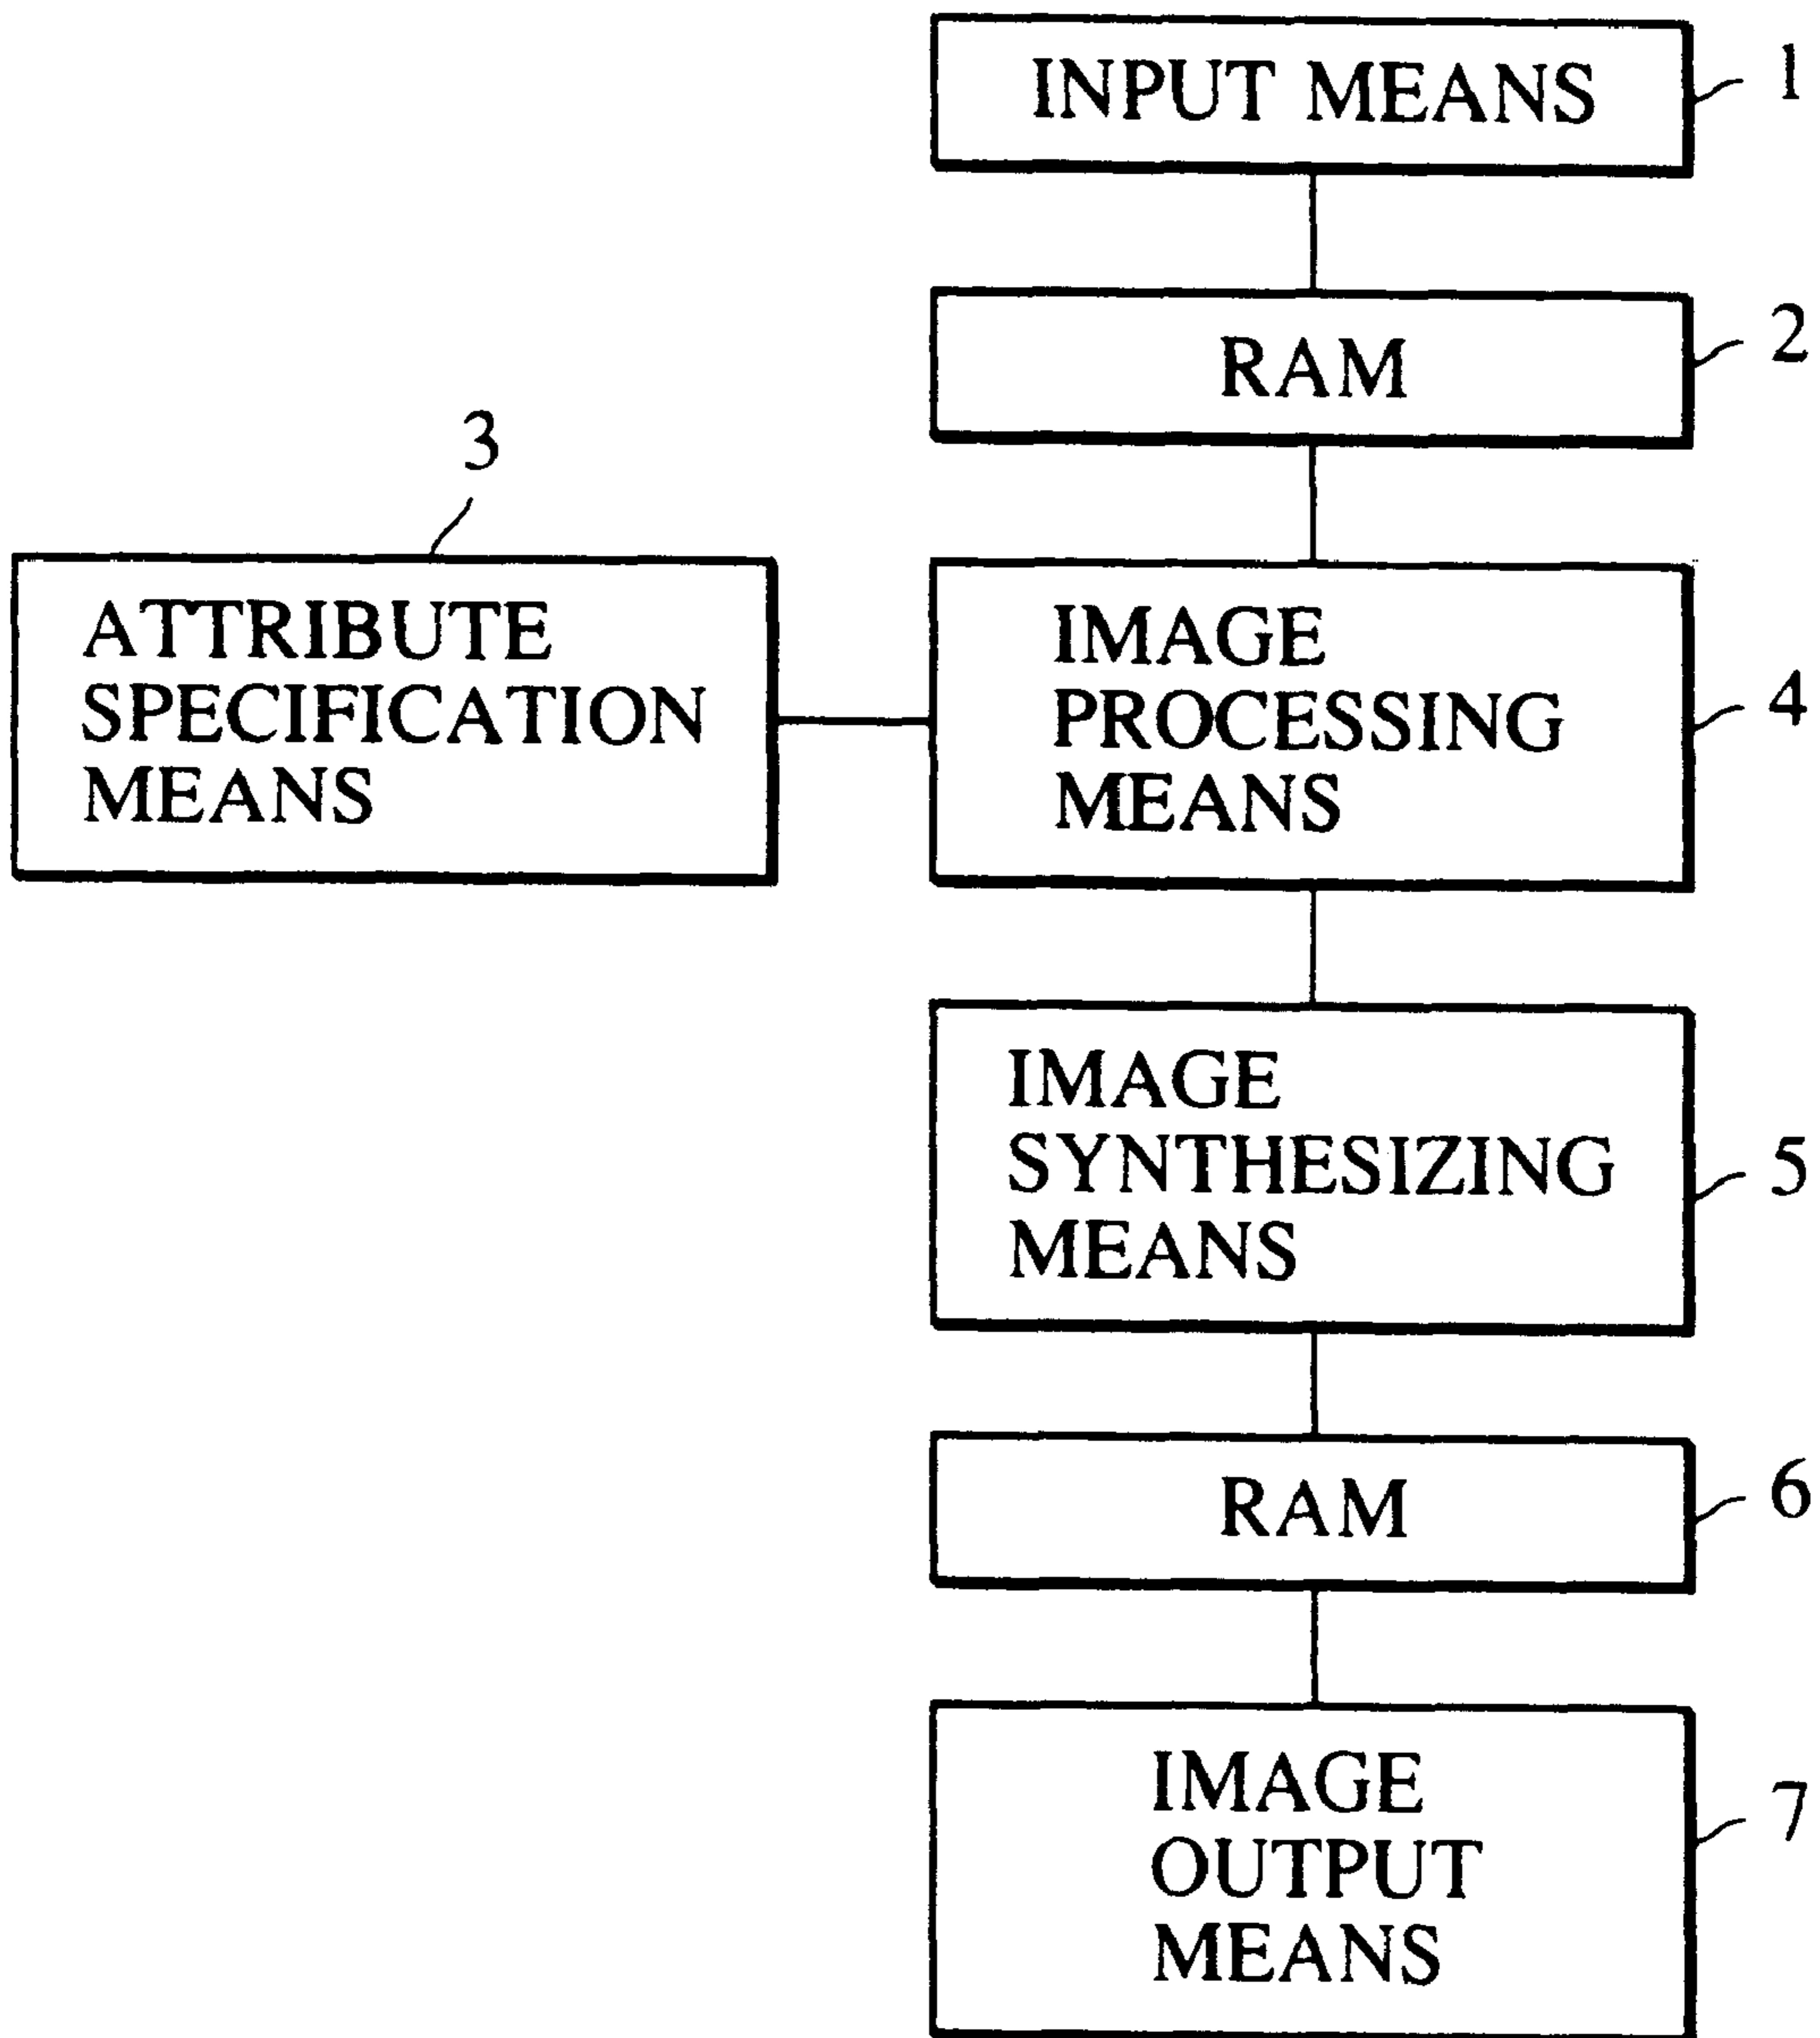 INPUT MEANS
1
RAM
2
3
ATTRIBUTE
SPECIFICATION
MEANS
IMAGE
PROCESSING
MEANS
4
IMAGE
SYNTHESIZING
MEANS
5
RAM
6
IMAGE
OUTPUT
MEANS
7